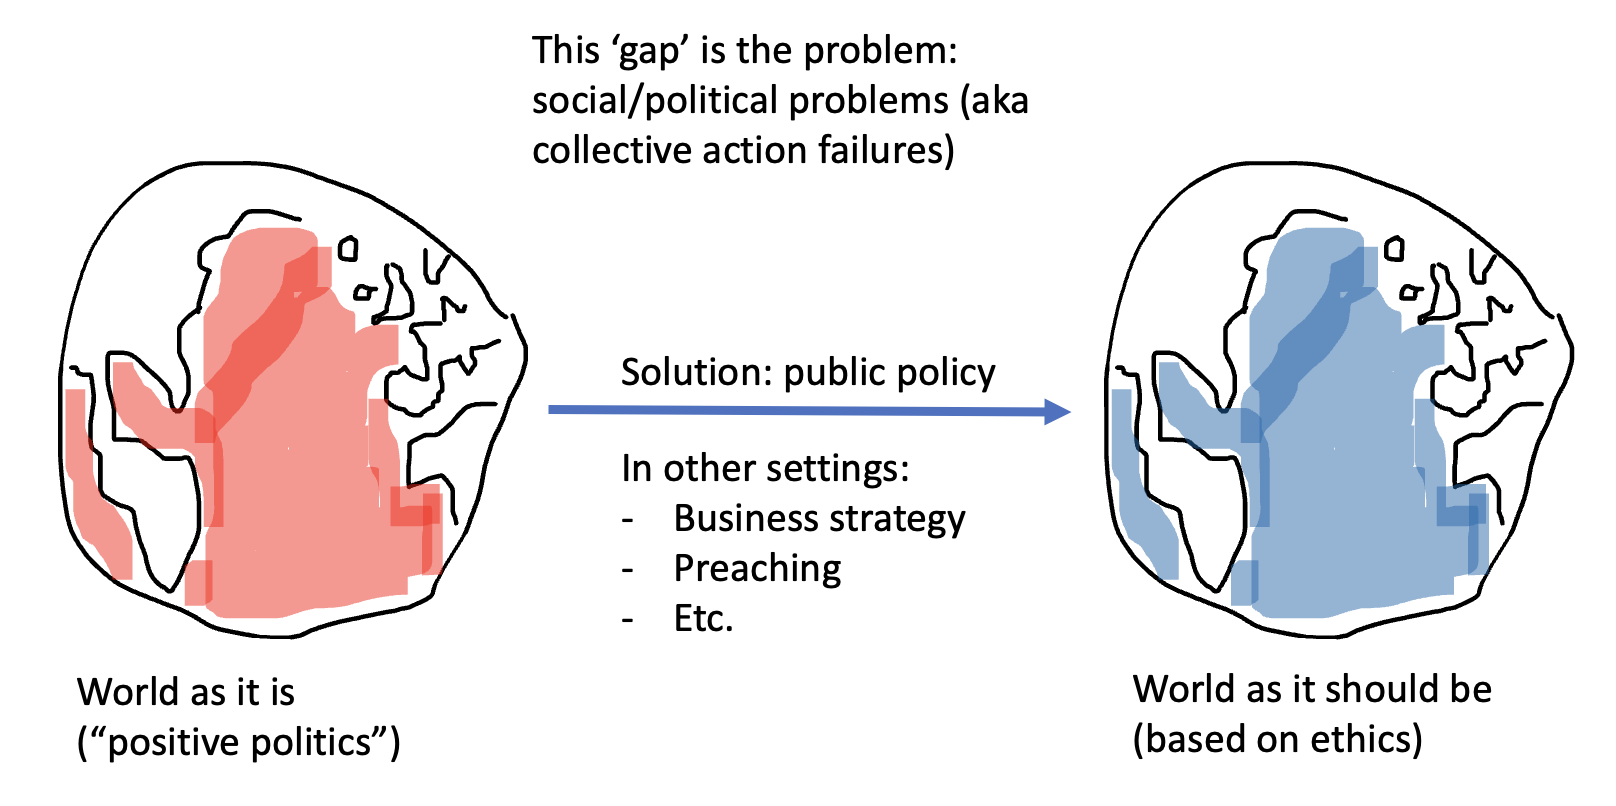 This ‘gap’ is the problem:
social/political problems (aka
collective action failures)
Solution: public policy
In other settings:
- Business strategy
- Preaching
- Etc.
World as it is
(“positive politics”)
World as it should be
(based on ethics)